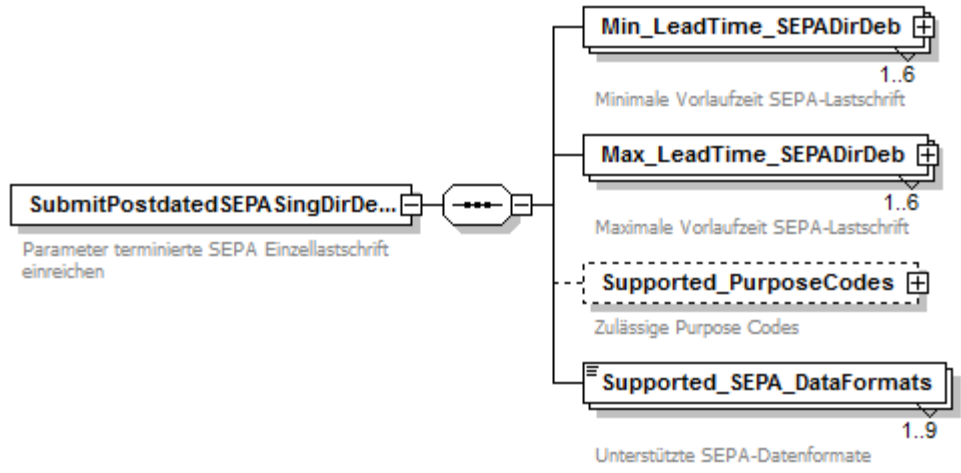 Min_LeadTime_SEPADirDeb
1..6
Minimale Vorlaufzeit SEPA-Lastschrift
Max_LeadTime_SEPADirDeb
1..6
Maximale Vorlaufzeit SEPA-Lastschrift
SubmitPostdatedSEPASingDirDe...
Parameter terminierte SEPA Einzellastschrift
einreichen
Supported_PurposeCodes
Zulässige Purpose Codes
Supported_SEPA_DataFormats
1..9
Unterstützte SEPA-Datenformate